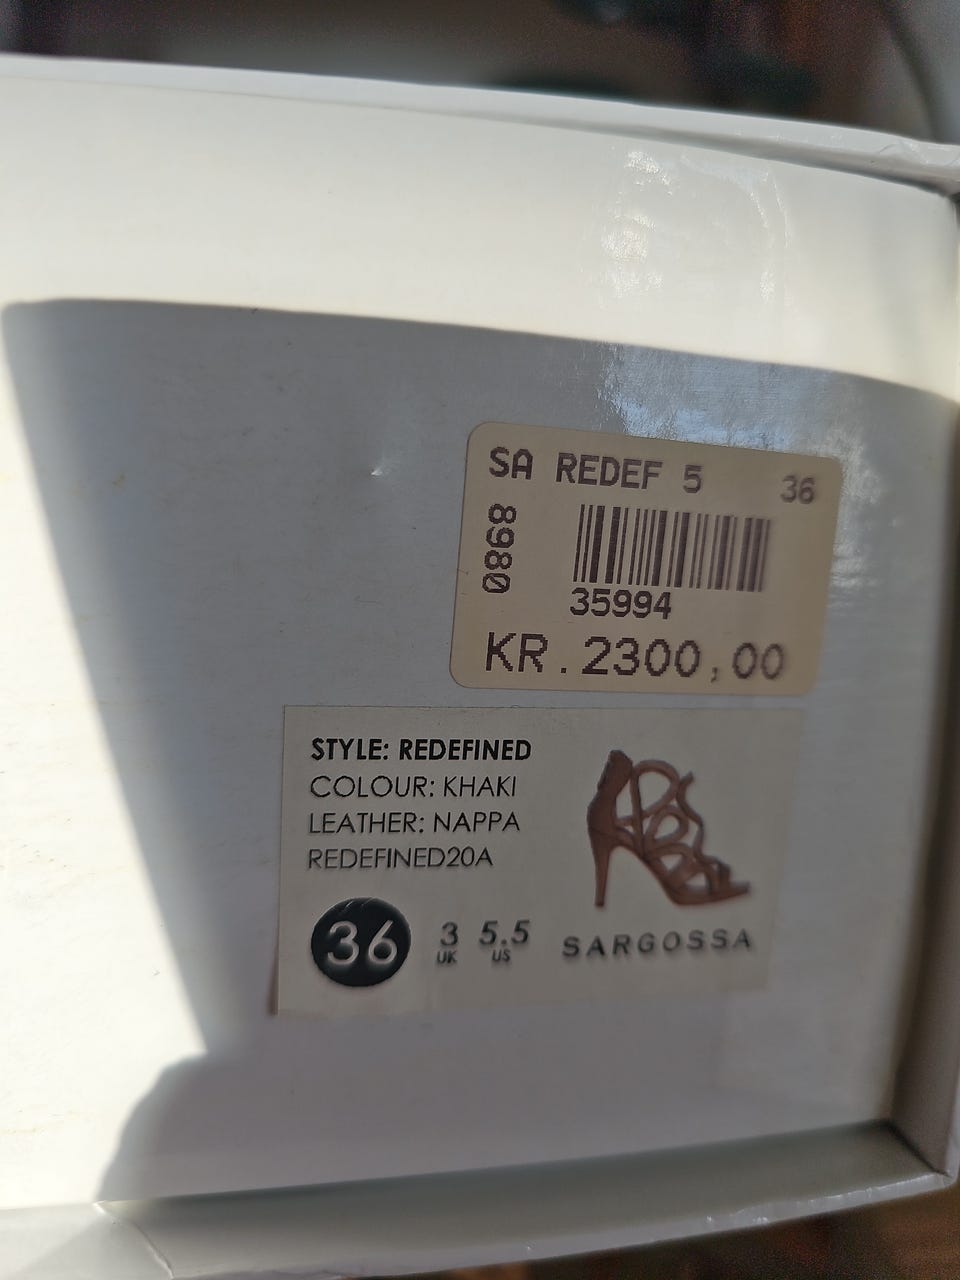 SA REDEF 5 36
8980
35994
KR.2300,00
STYLE: REDEFINED
COLOUR: KHAKI
LEATHER: NAPPA
REDEFINED20A
36 3 5.5
UK US
SARGOSSA